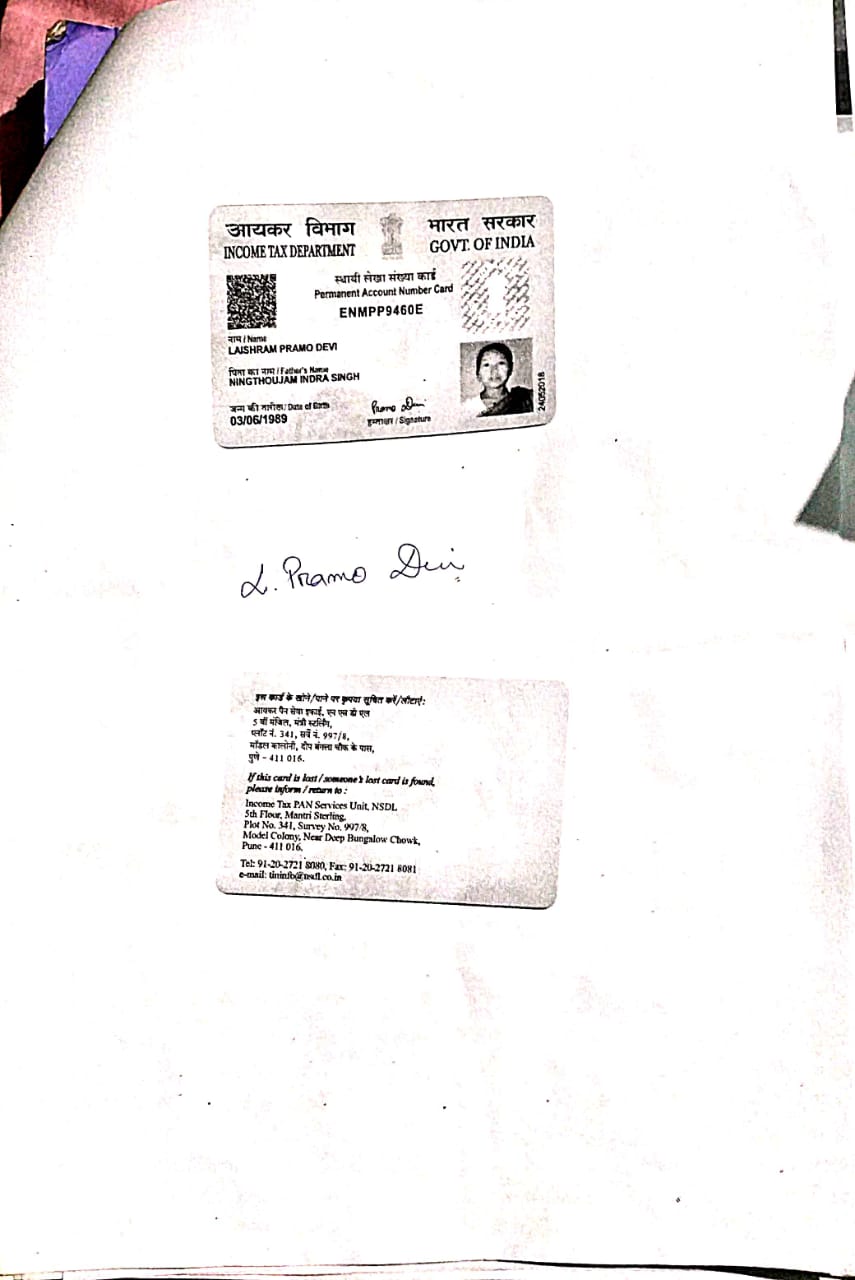 आयकर विभाग
INCOME TAX DEPARTMENT
भारत सरकार
GOVT. OF INDIA
स्थायी लेखा संख्या कार्ड
Permanent Account Number Card
ENMPP9460E
नाम / Name
LAISHRAM PRAMO DEVI
पिता का नाम / Father's Name
NINGTHOUJAM INDRA SINGH
जन्म की तारीख / Date of Birth
03/06/1989
Pramo Devi
हस्ताक्षर / Signature
24052018
L. Pramo Devi
इस कार्ड के खोने/पाने पर कृपया सूचित करें/लौटाएं:
आयकर पैन सेवा इकाई, एन एस डी एल
5 वीं मंजिल, मंत्री स्टर्लिंग,
प्लॉट नं. 341, सर्वे नं. 997/8,
मॉडल कालोनी, दीप बंगला चौक के पास,
पुणे - 411 016.
If this card is lost / someone's lost card is found,
please inform / return to :
Income Tax PAN Services Unit, NSDL
5th Floor, Mantri Sterling,
Plot No. 341, Survey No. 997/8,
Model Colony, Near Deep Bungalow Chowk,
Pune - 411 016.
Tel: 91-20-2721 8080, Fax: 91-20-2721 8081
e-mail: tininfo@nsdl.co.in